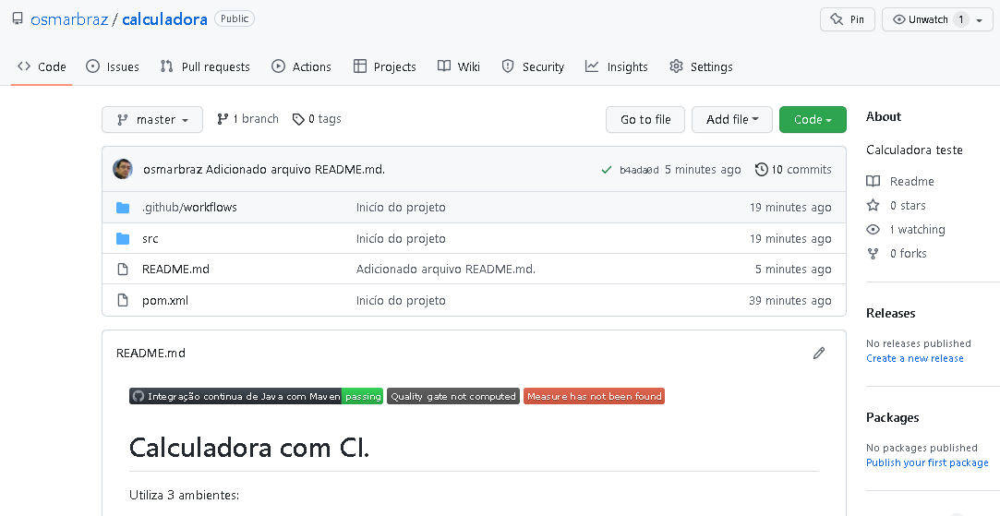 osmarbraz / calculadora Public Pin Unwatch 1
Code Issues Pull requests Actions Projects Wiki Security Insights Settings
master 1 branch 0 tags Go to file Add file Code
osmarbraz Adicionado arquivo README.md. b4ada0d 5 minutes ago 10 commits
.github/workflows Inicío do projeto 19 minutes ago
src Inicío do projeto 19 minutes ago
README.md Adicionado arquivo README.md. 5 minutes ago
pom.xml Inicío do projeto 39 minutes ago
README.md
Integração continua de Java com Maven passing Quality gate not computed Measure has not been found
Calculadora com CI.
Utiliza 3 ambientes:
About
Calculadora teste
Readme
0 stars
1 watching
0 forks
Releases
No releases published
Create a new release
Packages
No packages published
Publish your first package